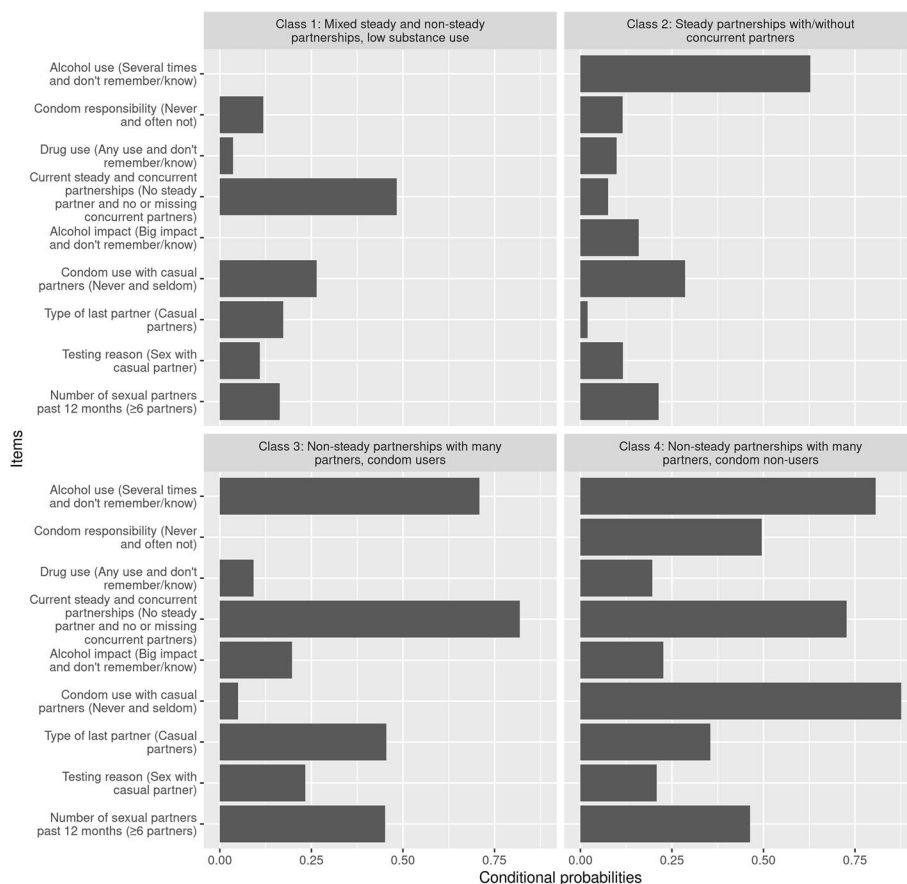 Class 1: Mixed steady and non-steady
partnerships, low substance use
Class 2: Steady partnerships with/without
concurrent partners
Alcohol use (Several times
and don't remember/know)
Condom responsibility (Never
and often not)
Drug use (Any use and don't
remember/know)
Current steady and concurrent
partnerships (No steady
partner and no or missing
concurrent partners)
Alcohol impact (Big impact
and don't remember/know)
Condom use with casual
partners (Never and seldom)
Type of last partner (Casual
partners)
Testing reason (Sex with
casual partner)
Number of sexual partners
past 12 months (≥6 partners)
Items
Class 3: Non-steady partnerships with many
partners, condom users
Class 4: Non-steady partnerships with many
partners, condom non-users
Alcohol use (Several times
and don't remember/know)
Condom responsibility (Never
and often not)
Drug use (Any use and don't
remember/know)
Current steady and concurrent
partnerships (No steady
partner and no or missing
concurrent partners)
Alcohol impact (Big impact
and don't remember/know)
Condom use with casual
partners (Never and seldom)
Type of last partner (Casual
partners)
Testing reason (Sex with
casual partner)
Number of sexual partners
past 12 months (≥6 partners)
0.00 0.25 0.50 0.75 0.00 0.25 0.50 0.75
Conditional probabilities